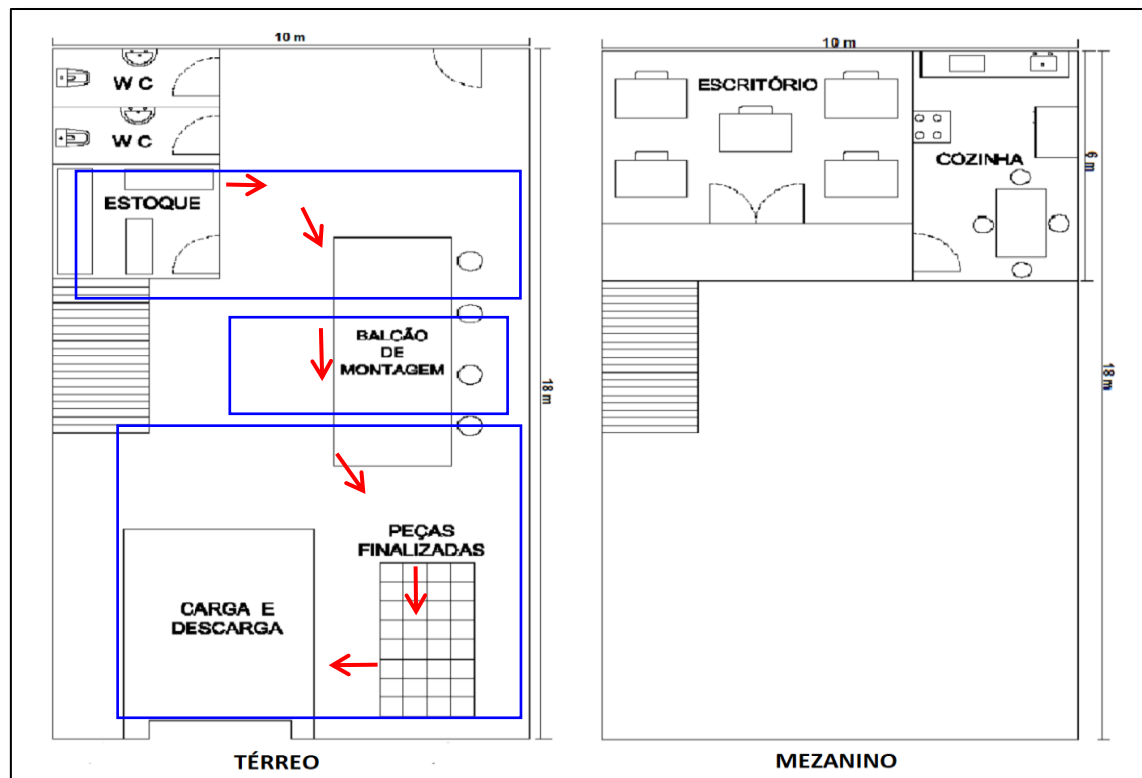 10 m
W C
W C
ESTOQUE
BALCÃO
DE
MONTAGEM
18 m
PEÇAS
FINALIZADAS
CARGA E
DESCARGA
TÉRREO
10 m
ESCRITÓRIO
COZINHA
6 m
18 m
MEZANINO